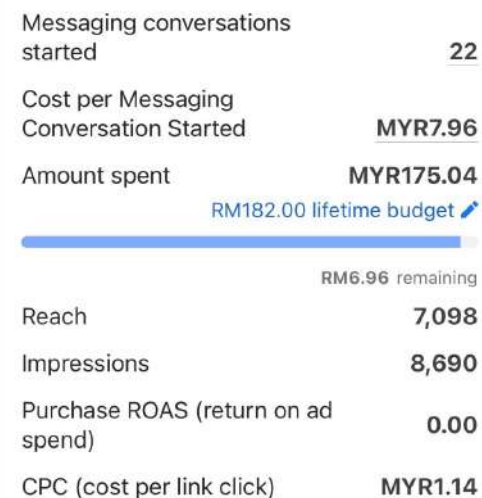 Messaging conversations
started 22
Cost per Messaging
Conversation Started MYR7.96
Amount spent MYR175.04
RM182.00 lifetime budget
RM6.96 remaining
Reach 7,098
Impressions 8,690
Purchase ROAS (return on ad
spend) 0.00
CPC (cost per link click) MYR1.14